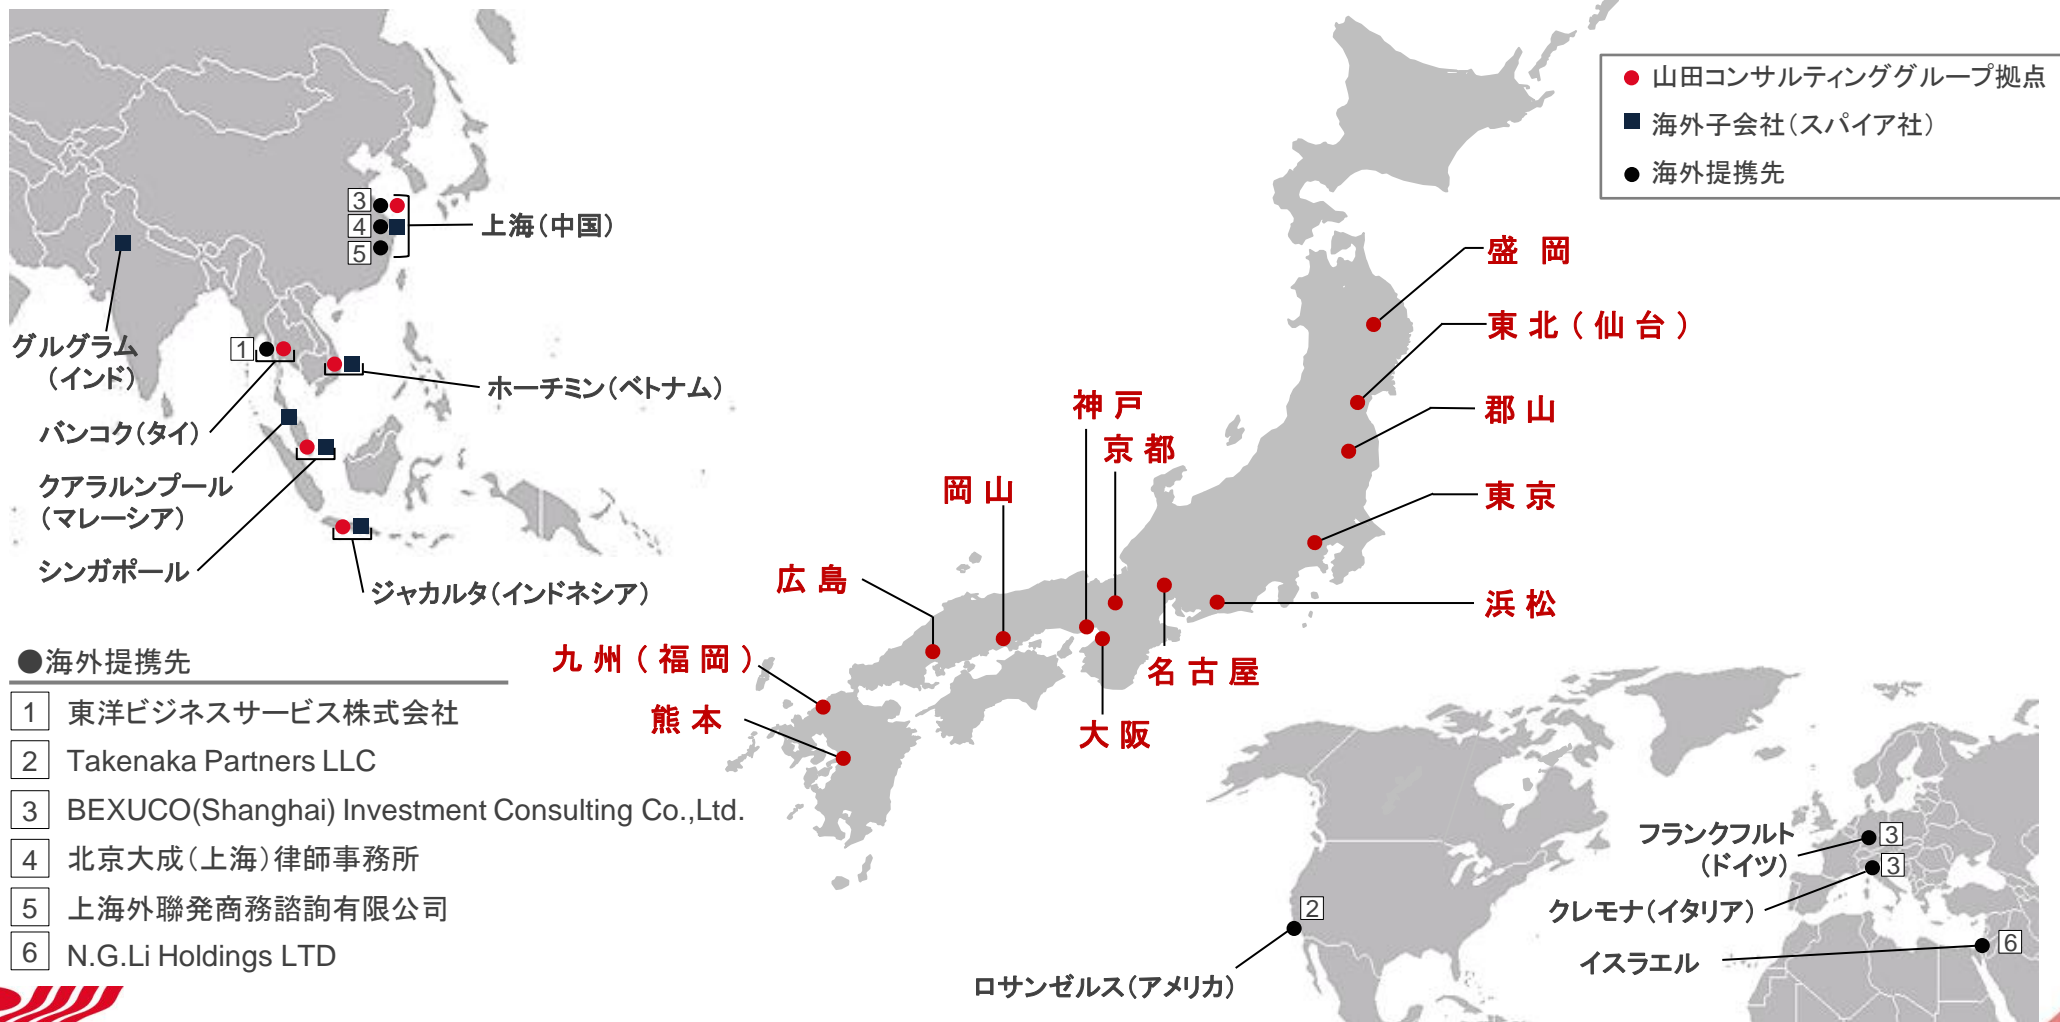 山田コンサルティンググループ拠点
海外子会社(スパイア社)
海外提携先
3
4
5
上海(中国)
グルグラム
(インド)
1
バンコク(タイ)
ホーチミン(ベトナム)
クアラルンプール
(マレーシア)
シンガポール
ジャカルタ(インドネシア)
盛 岡
東 北 ( 仙 台 )
郡 山
東 京
浜 松
神 戸
京 都
岡 山
広 島
九 州 ( 福 岡 )
熊 本
名 古 屋
大 阪
●海外提携先
1 東洋ビジネスサービス株式会社
2 Takenaka Partners LLC
3 BEXUCO(Shanghai) Investment Consulting Co.,Ltd.
4 北京大成(上海)律師事務所
5 上海外聯発商務諮詢有限公司
6 N.G.Li Holdings LTD
フランクフルト
(ドイツ)
3
3
クレモナ(イタリア)
2
6
イスラエル
ロサンゼルス(アメリカ)